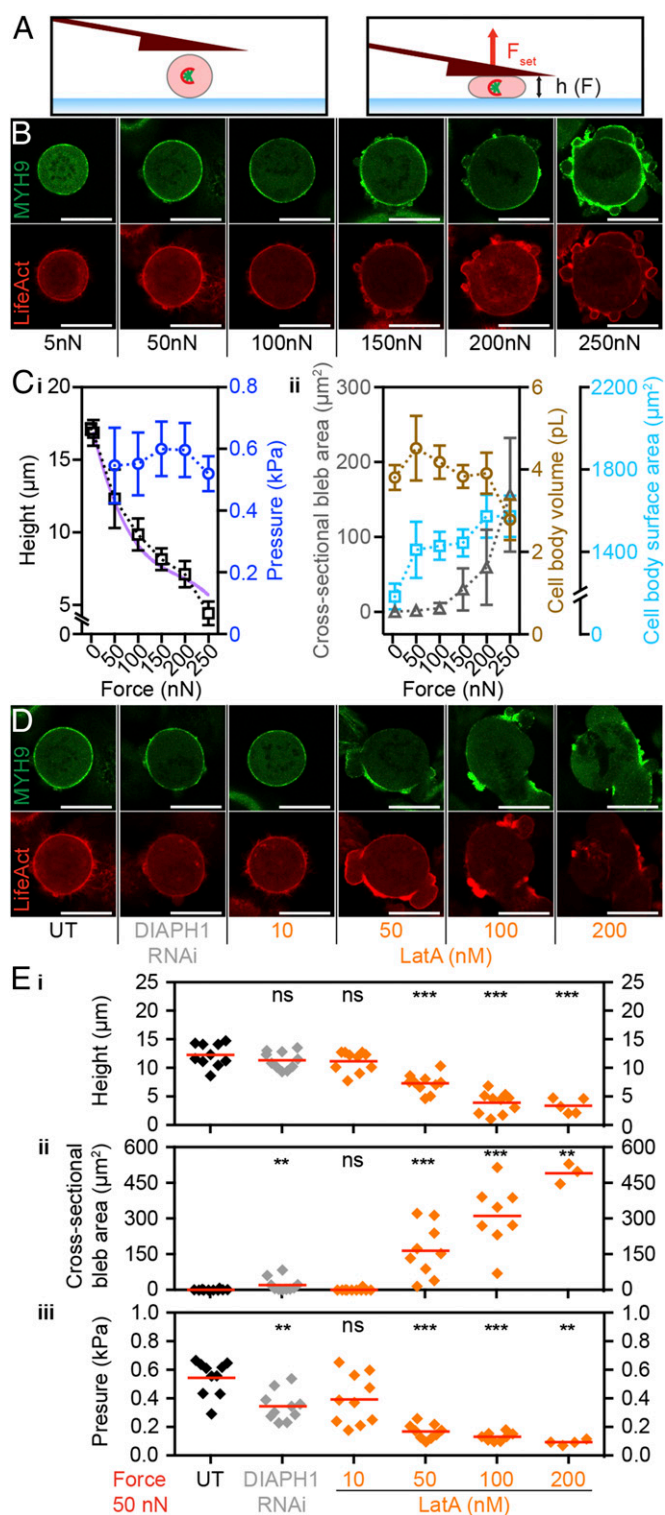 A
F set
h (F)
B
MYH9
LifeAct
5nN 50nN 100nN 150nN 200nN 250nN
C i
ii
Height (µm)
20
15
10
5
0
0.8
0.6
0.4
0.2
0
Pressure (kPa)
0 50 100 150 200 250
Force (nN)
Cross-sectional bleb area (µm²)
300
200
100
0
6
4
2
0
Cell body volume (pL)
2200
1800
1400
0
Cell body surface area (µm²)
0 50 100 150 200 250
Force (nN)
D
MYH9
LifeAct
UT DIAPH1 RNAi 10 50 100 200
LatA (nM)
E i
Height (µm)
25
20
15
10
5
0
ns ns *** *** ***
25
20
15
10
5
0
ii
Cross-sectional bleb area (µm²)
600
450
300
150
0
** ns *** *** **
600
450
300
150
0
iii
Presure (kPa)
1.0
0.8
0.6
0.4
0.2
0.0
** ns *** *** **
1.0
0.8
0.6
0.4
0.2
0.0
Force 50 nN
UT DIAPH1 RNAi 10 50 100 200
LatA (nM)